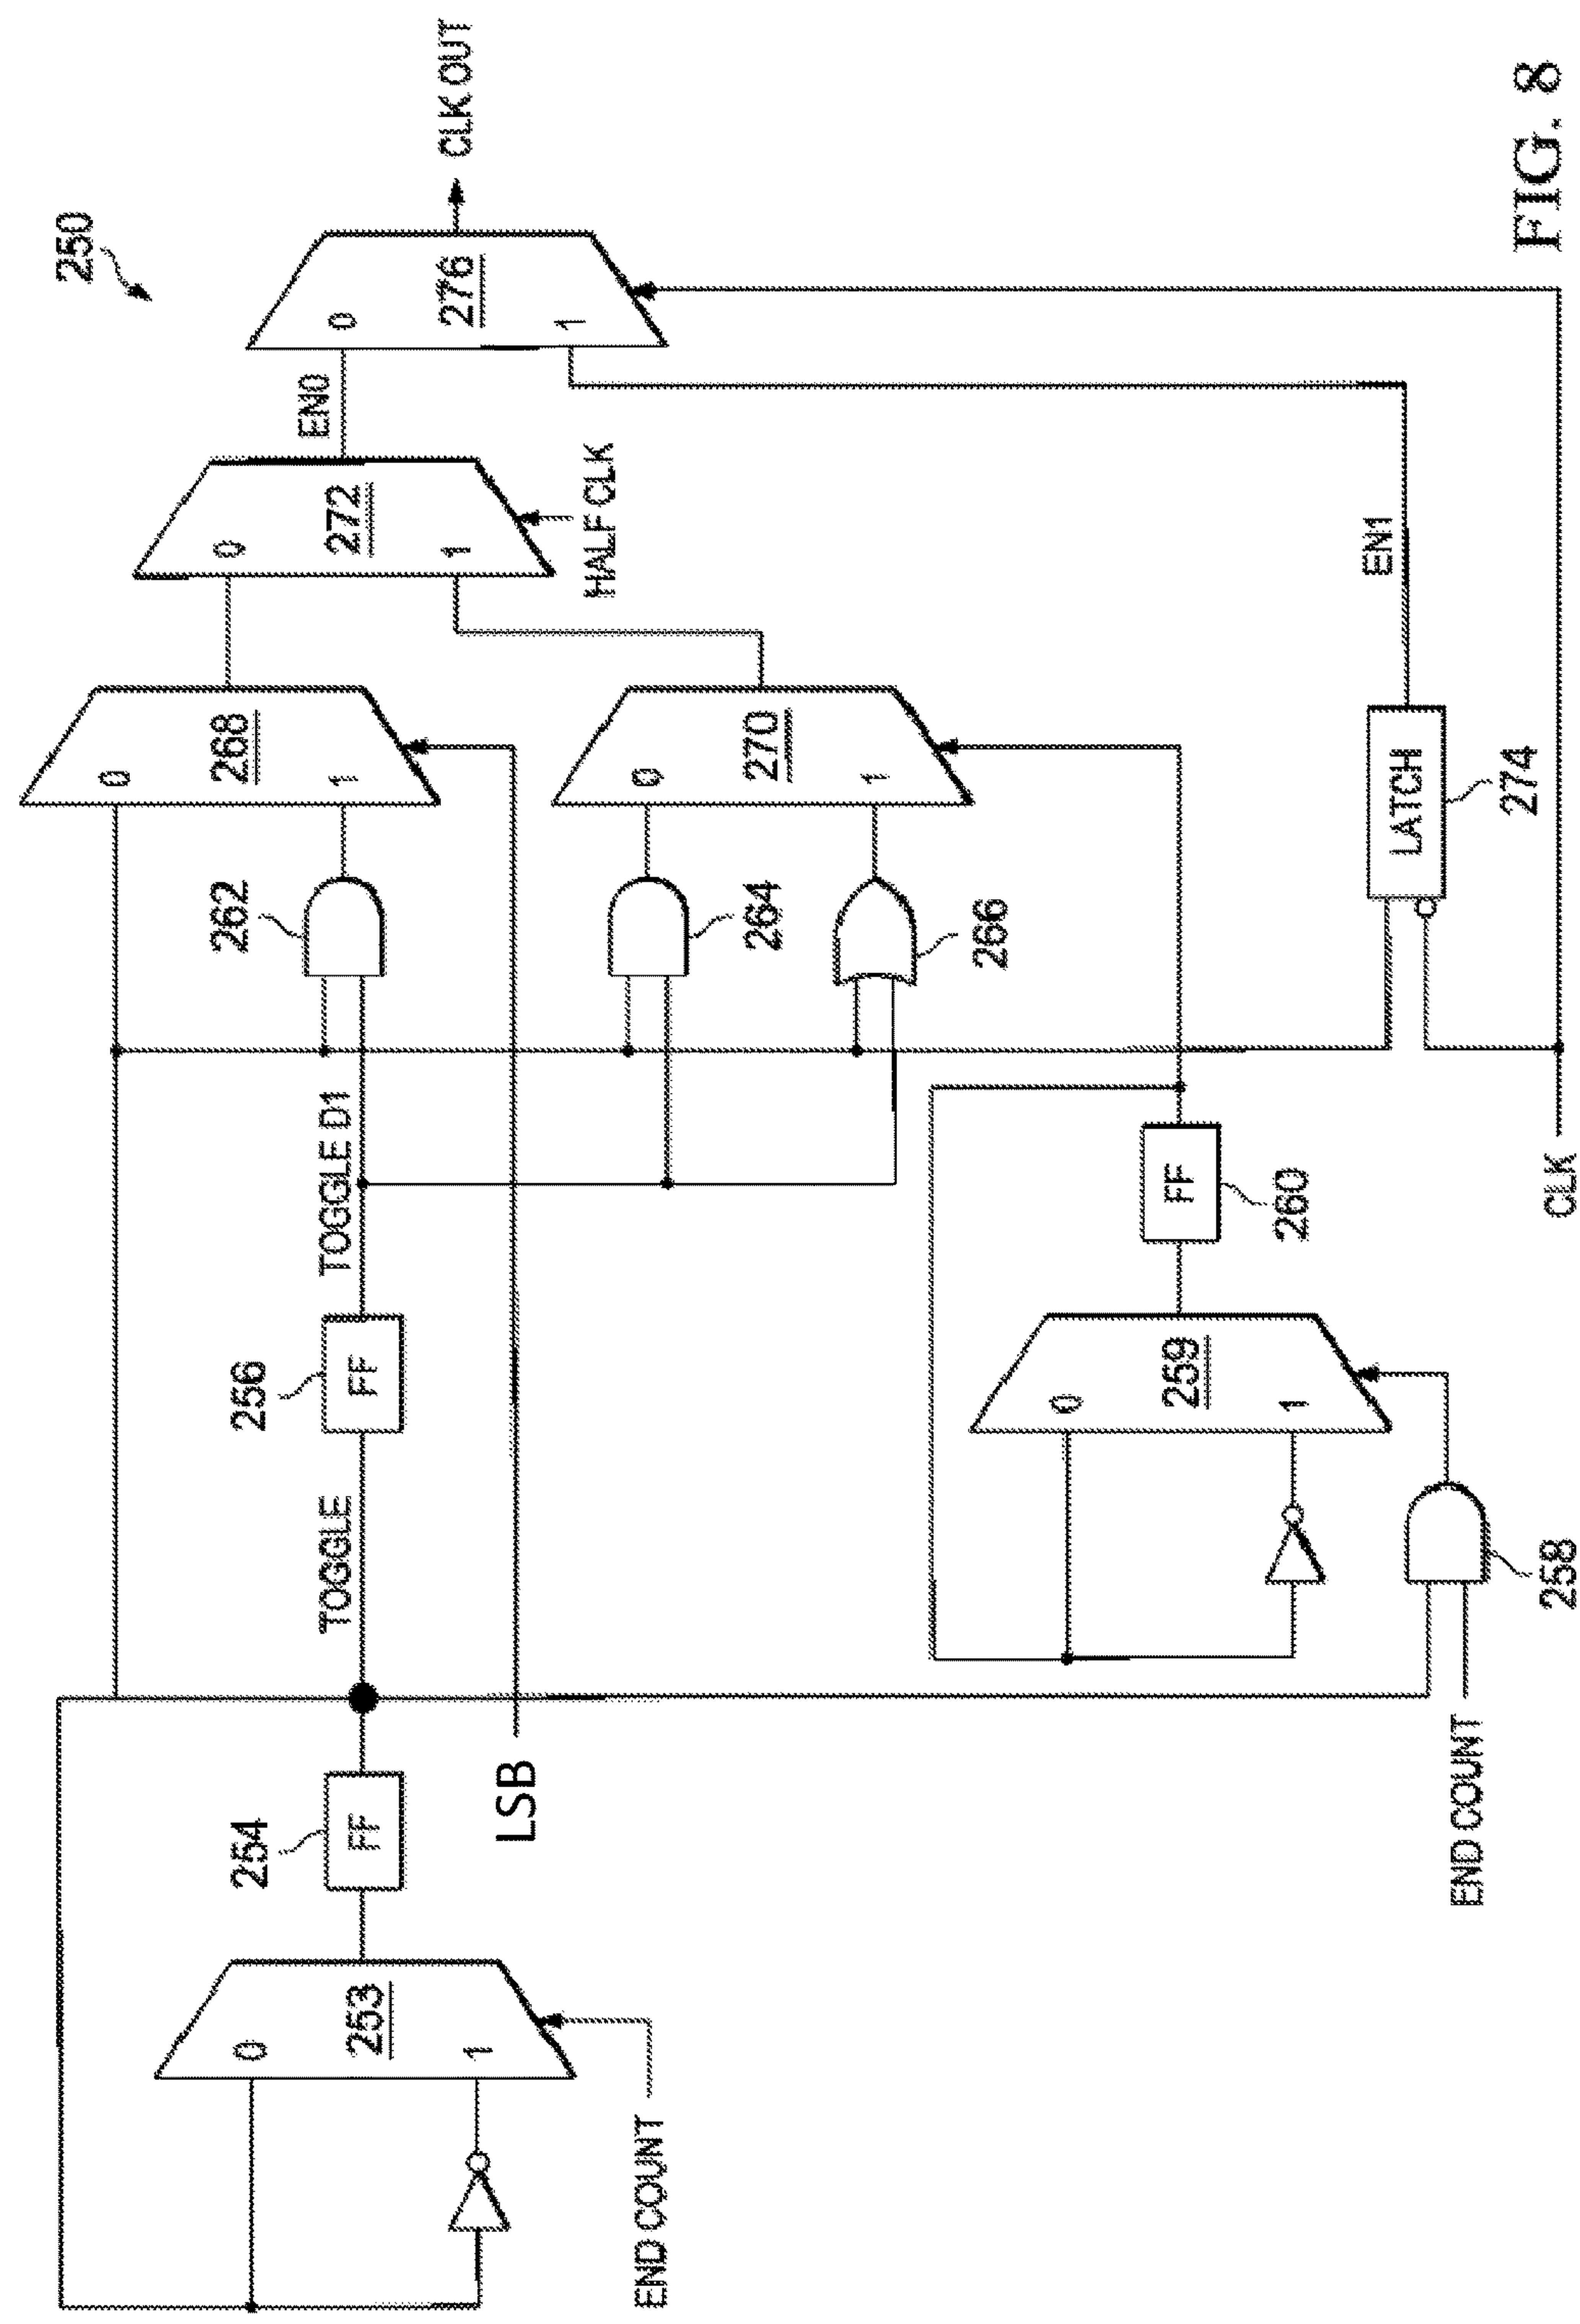 250
CLK OUT
0
276
1
EN0
0
272
1
HALF CLK
0
268
1
0
270
1
262
264
266
LATCH
274
EN1
TOGGLE D1
256
FF
TOGGLE
FF
260
0
259
1
258
END COUNT
CLK
254
FF
LSB
0
253
1
END COUNT
FIG. 8